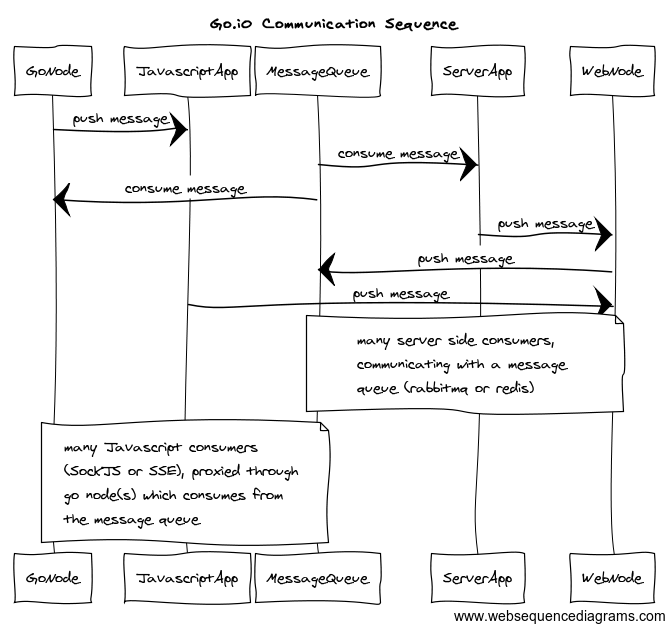 Go.io Communication Sequence
GoNode JavascriptApp MessageQueue ServerApp WebNode
push message
consume message
consume message
push message
push message
push message
many server side consumers,
communicating with a message
queue (rabbitmq or redis)
many Javascript consumers
(SockJS or SSE), proxied through
go node(s) which consumes from
the message queue
GoNode JavascriptApp MessageQueue ServerApp WebNode
www.websequencediagrams.com